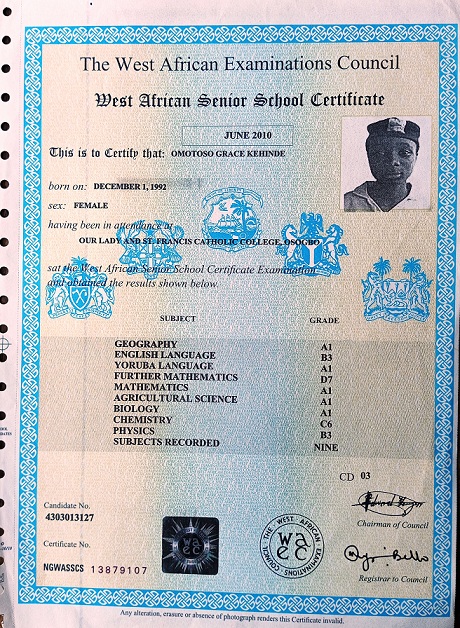 The West African Examinations Council
West African Senior School Certificate
JUNE 2010
This is to Certify that: OMOTOSO GRACE KEHINDE
born on: DECEMBER 1, 1992
sex: FEMALE
having been in attendance at
OUR LADY AND ST. FRANCIS CATHOLIC COLLEGE, OSOGBO
sat the West African Senior School Certificate Examination
and obtained the results shown below.
SUBJECT GRADE
GEOGRAPHY A1
ENGLISH LANGUAGE B3
YORUBA LANGUAGE A1
FURTHER MATHEMATICS D7
MATHEMATICS A1
AGRICULTURAL SCIENCE A1
BIOLOGY A1
CHEMISTRY C6
PHYSICS B3
SUBJECTS RECORDED NINE
CD 03
Candidate No.
4303013127
Chairman of Council
Certificate No.
NGWASSCS 13879107
waec
THE WEST AFRICAN EXAMINATIONS COUNCIL
waec
Registrar to Council
Any alteration, erasure or absence of photograph renders this Certificate invalid.